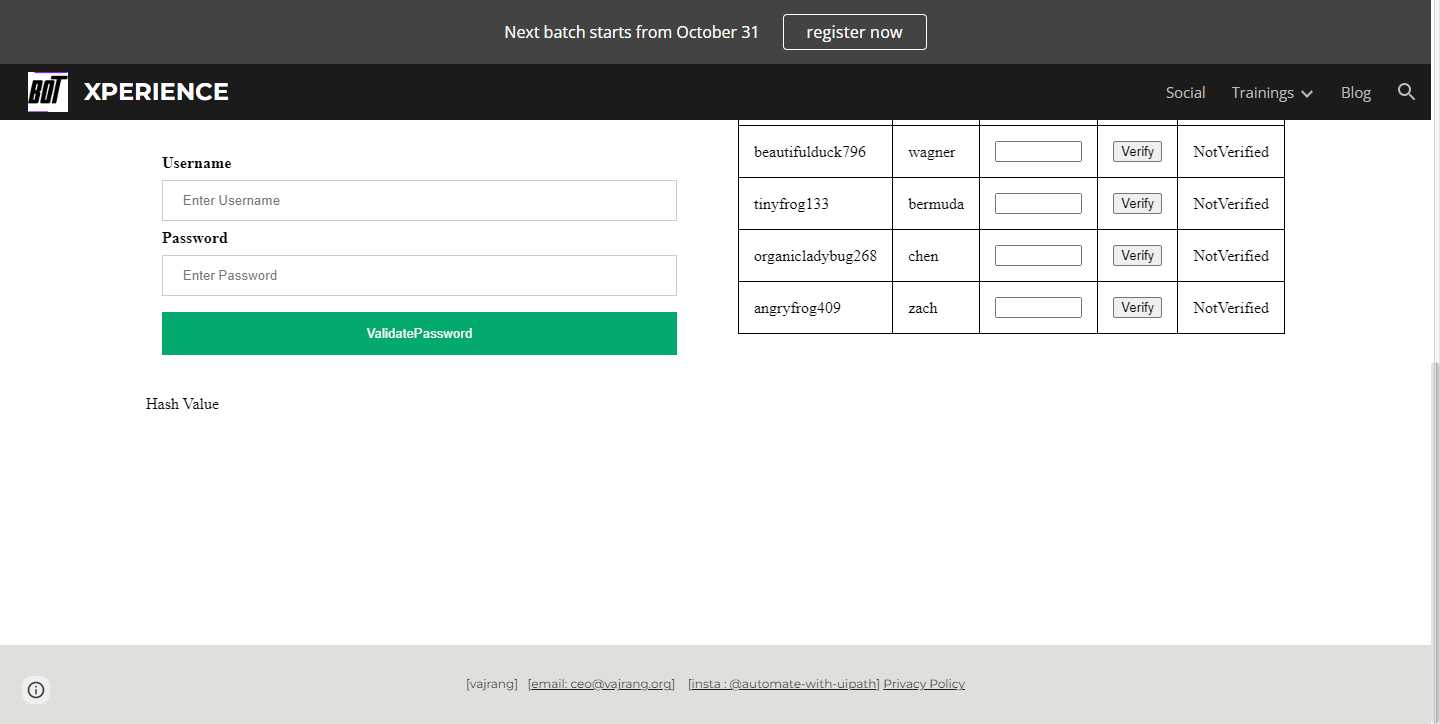 Next batch starts from October 31 register now
BOT XPERIENCE Social Trainings Blog
Username
Enter Username
Password
Enter Password
ValidatePassword
Hash Value
beautifulduck796 wagner Verify NotVerified
tinyfrog133 bermuda Verify NotVerified
organicladybug268 chen Verify NotVerified
angryfrog409 zach Verify NotVerified
[vajrang] [email: ceo@vajrang.org] [insta : @automate-with-uipath] Privacy Policy